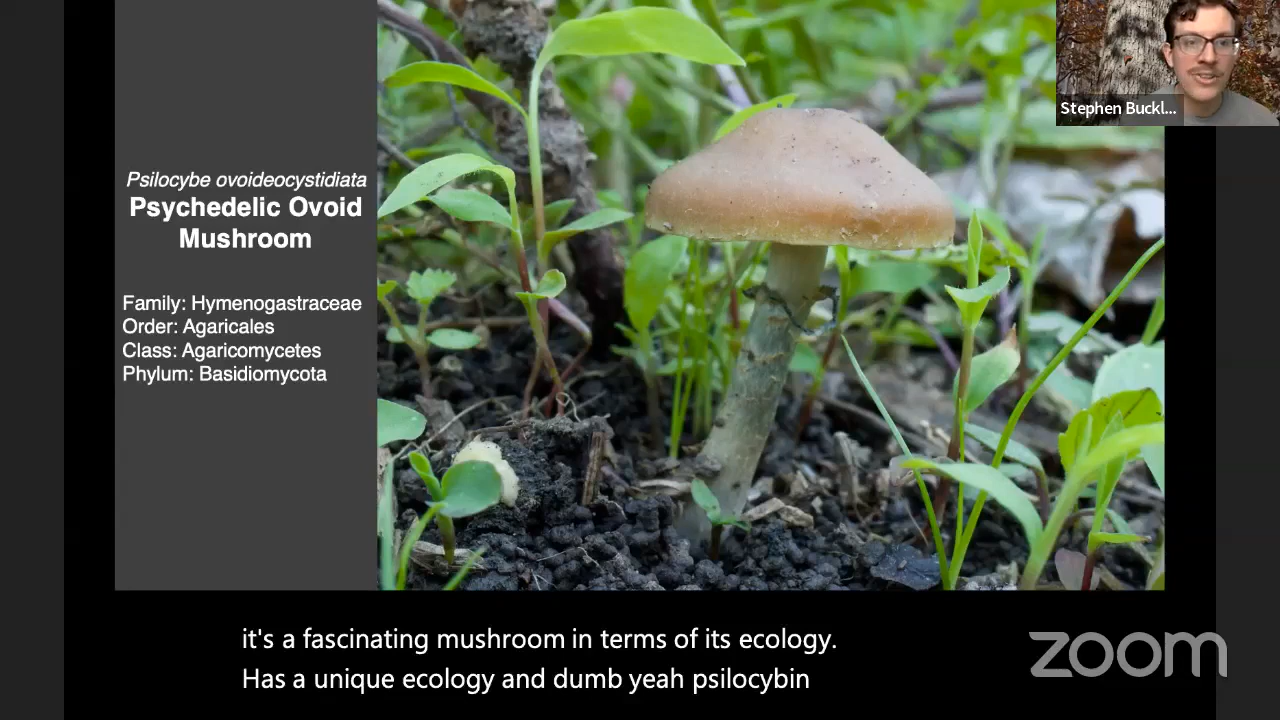 Stephen Buckl...
Psilocybe ovoideocystidiata
Psychedelic Ovoid
Mushroom
Family: Hymenogastraceae
Order: Agaricales
Class: Agaricomycetes
Phylum: Basidiomycota
it's a fascinating mushroom in terms of its ecology.
Has a unique ecology and dumb yeah psilocybin
zoom